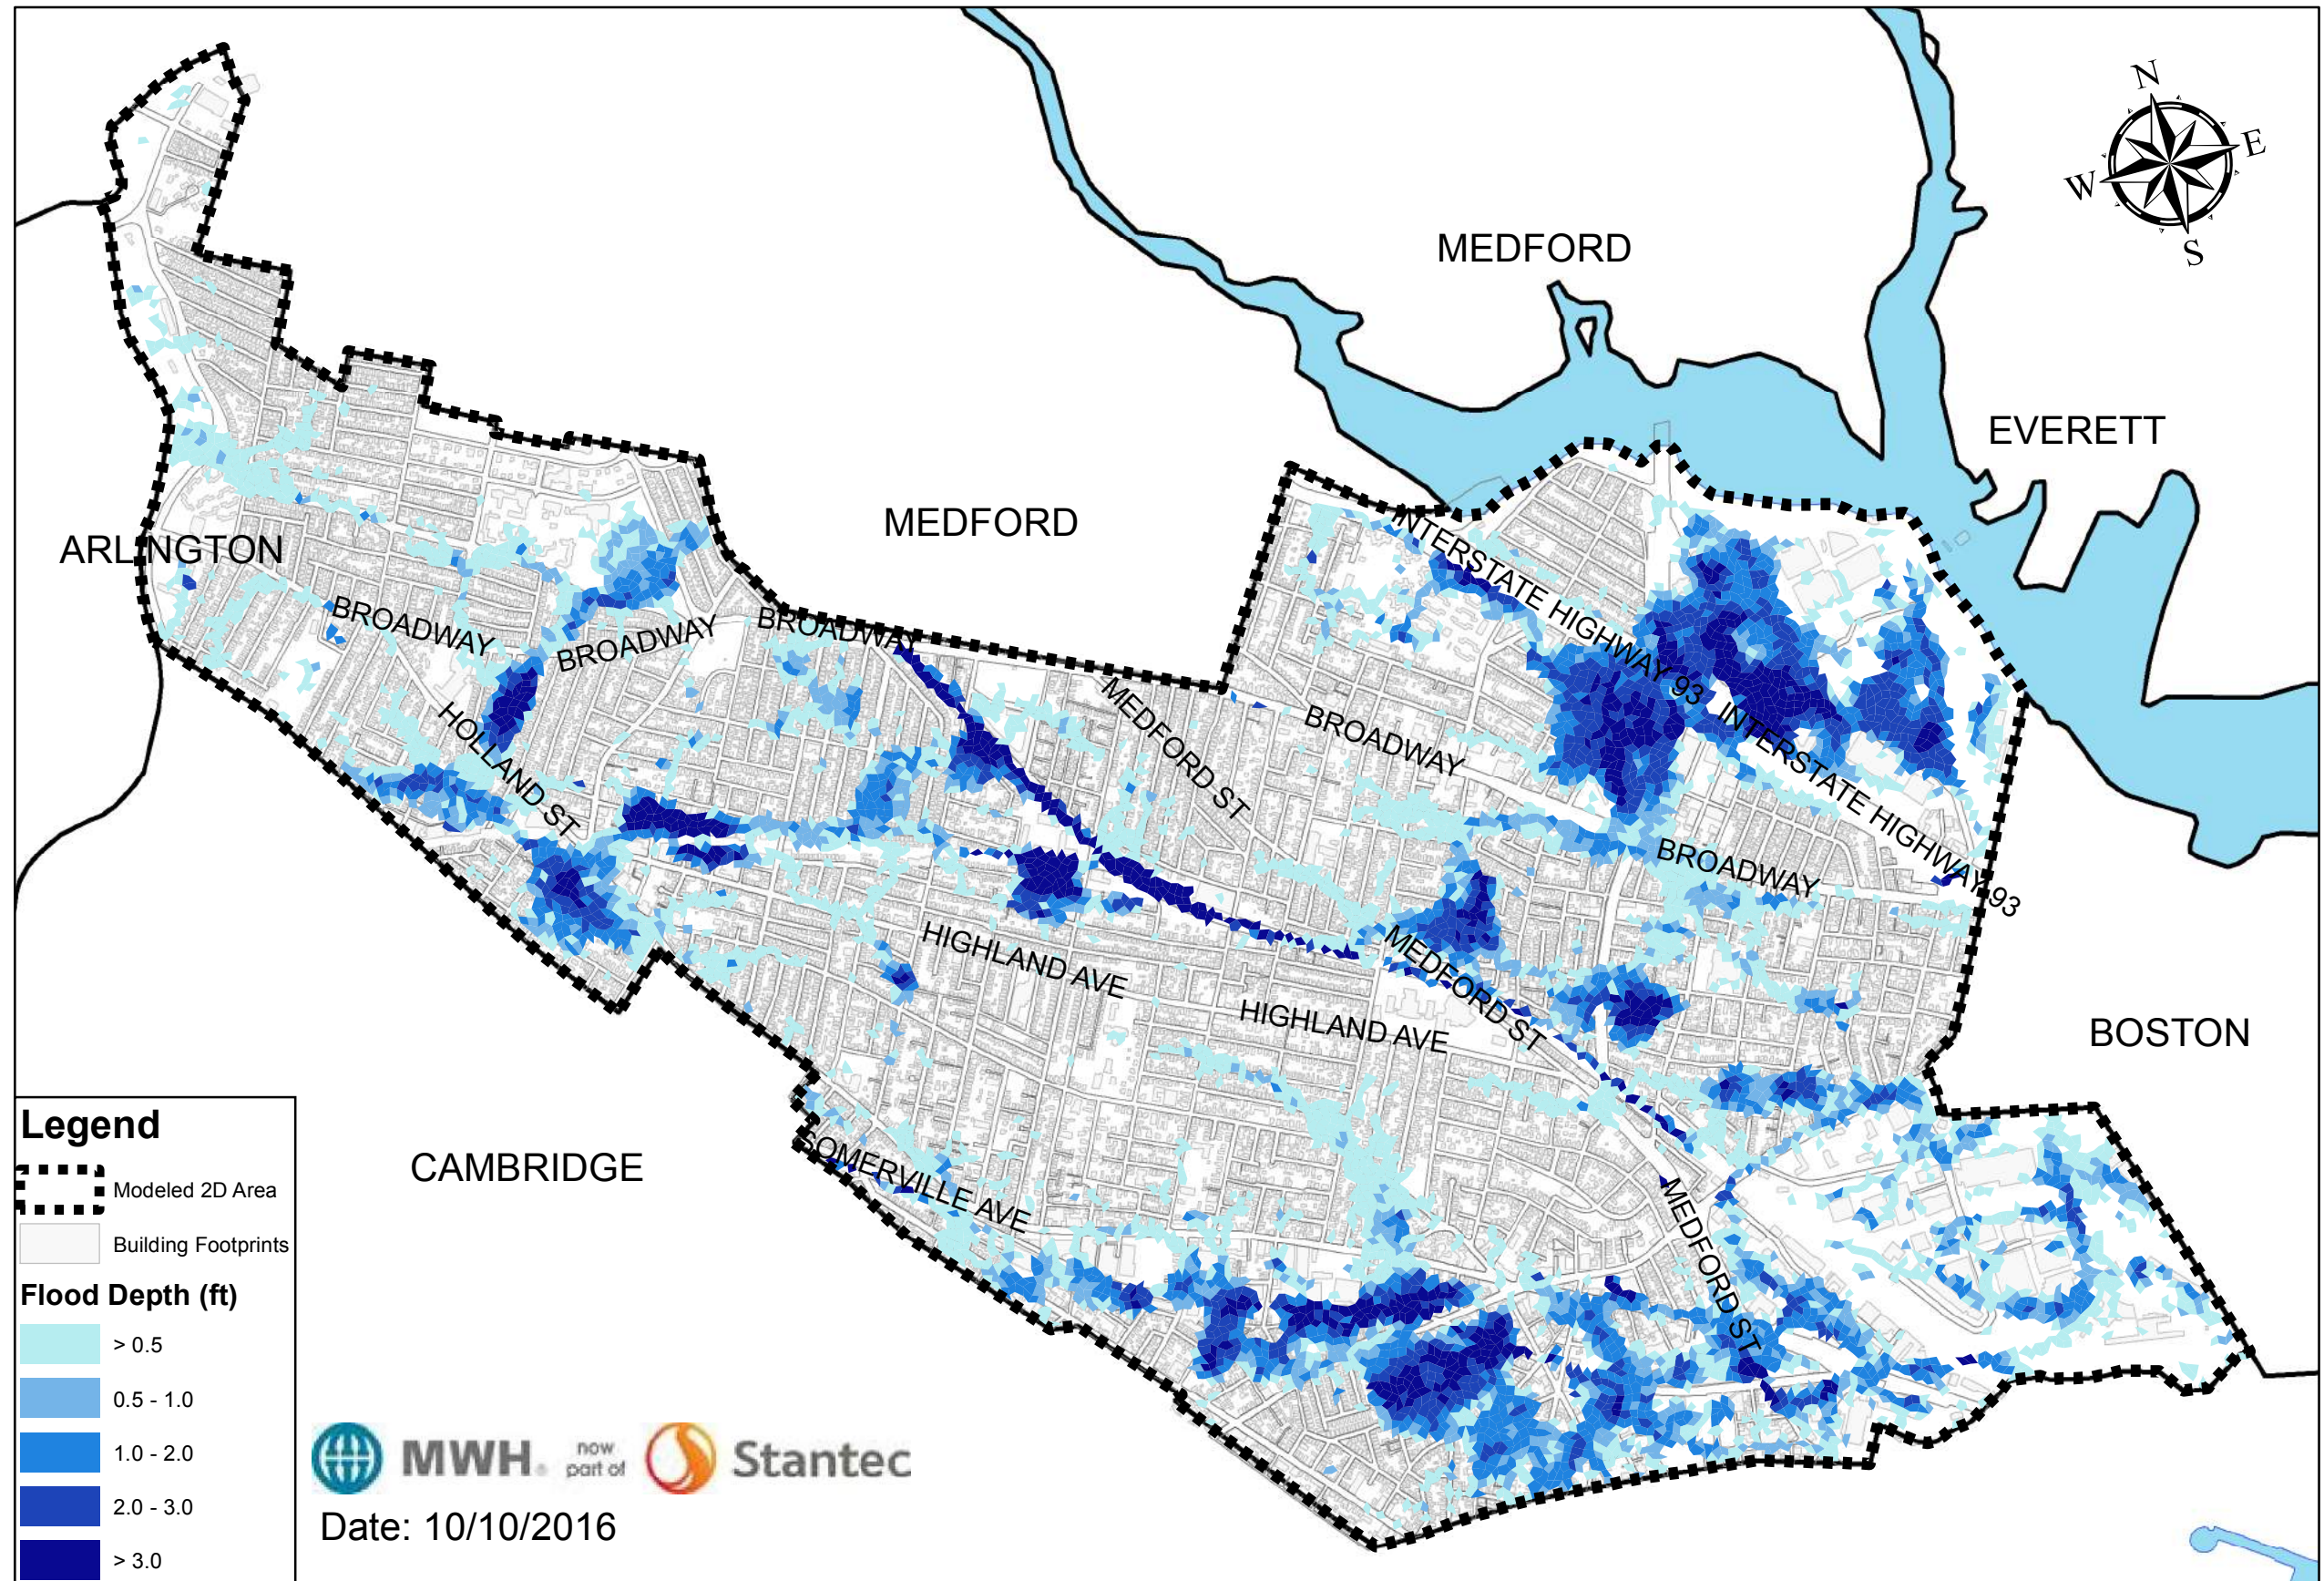 N
E
W
S
MEDFORD
EVERETT
MEDFORD
ARLINGTON
INTERSTATE HIGHWAY 93
BROADWAY
BROADWAY
BROADWAY
MEDFORD ST
BROADWAY
INTERSTATE HIGHWAY 93
HOLLAND ST
BROADWAY
HIGHLAND AVE
MEDFORD ST
HIGHLAND AVE
BOSTON
CAMBRIDGE
SOMERVILLE AVE
MEDFORD ST
Legend
Modeled 2D Area
Building Footprints
Flood Depth (ft)
> 0.5
0.5 - 1.0
1.0 - 2.0
2.0 - 3.0
> 3.0
MWH® now part of Stantec
Date: 10/10/2016